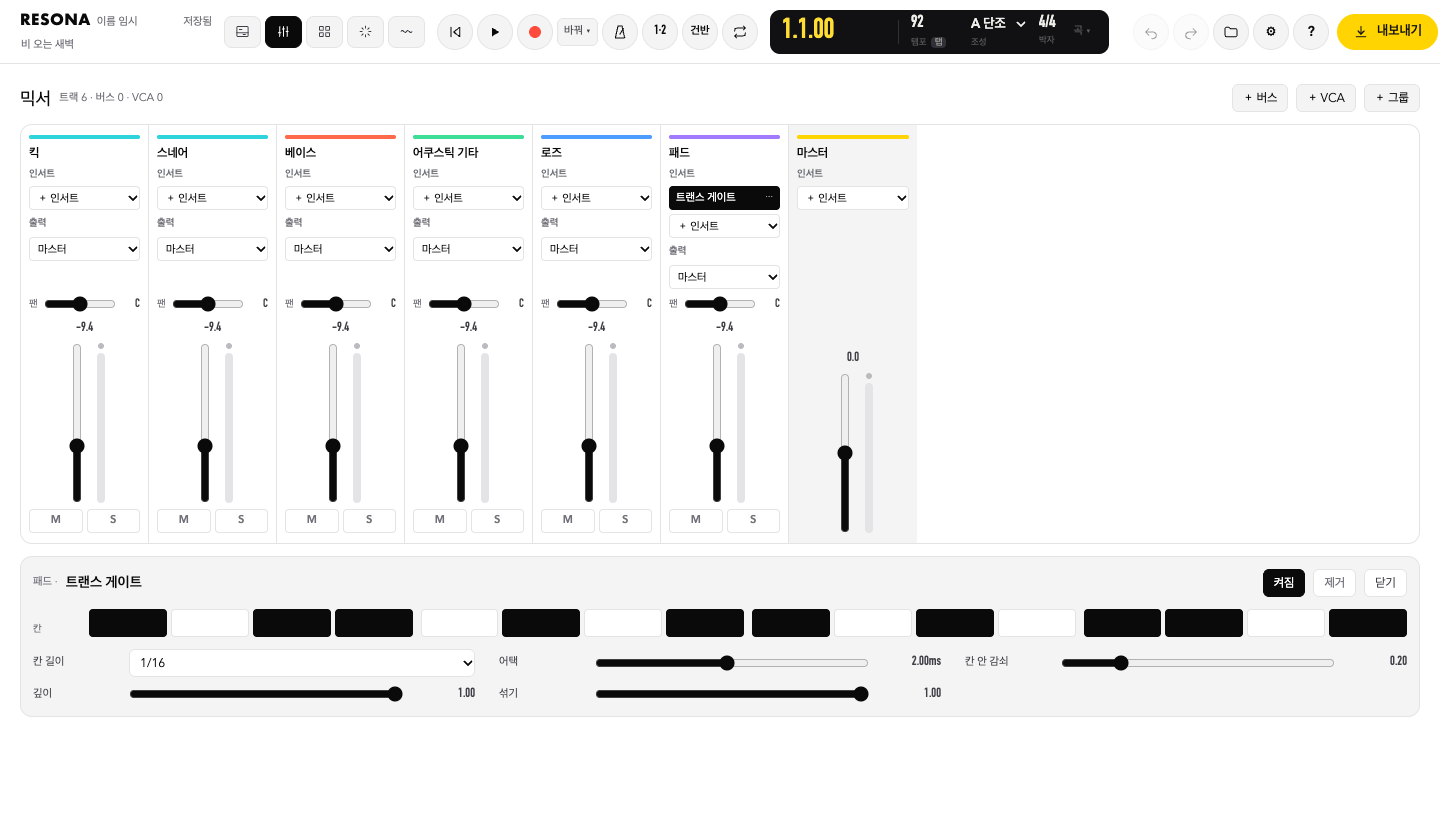 RESONA 이름 임시 저장됨
비 오는 새벽
바꿔 ▾ 1·2 건반
1.1.00 92 템포 탭 A 단조 조성 4/4 박자 곡 ▾
? 내보내기
믹서 트랙 6 · 버스 0 · VCA 0 + 버스 + VCA + 그룹
킥 스네어 베이스 어쿠스틱 기타 로즈 패드 마스터
인서트 인서트 인서트 인서트 인서트 인서트 인서트
+ 인서트 + 인서트 + 인서트 + 인서트 + 인서트 트랜스 게이트 ··· + 인서트
출력 출력 출력 출력 출력 + 인서트
마스터 마스터 마스터 마스터 마스터 출력
마스터
팬 C 팬 C 팬 C 팬 C 팬 C 팬 C
-9.4 -9.4 -9.4 -9.4 -9.4 -9.4
0.0
M S M S M S M S M S M S
패드 · 트랜스 게이트 켜짐 제거 닫기
칸
칸 길이 1/16 어택 2.00ms 칸 안 감쇠 0.20
깊이 1.00 섞기 1.00